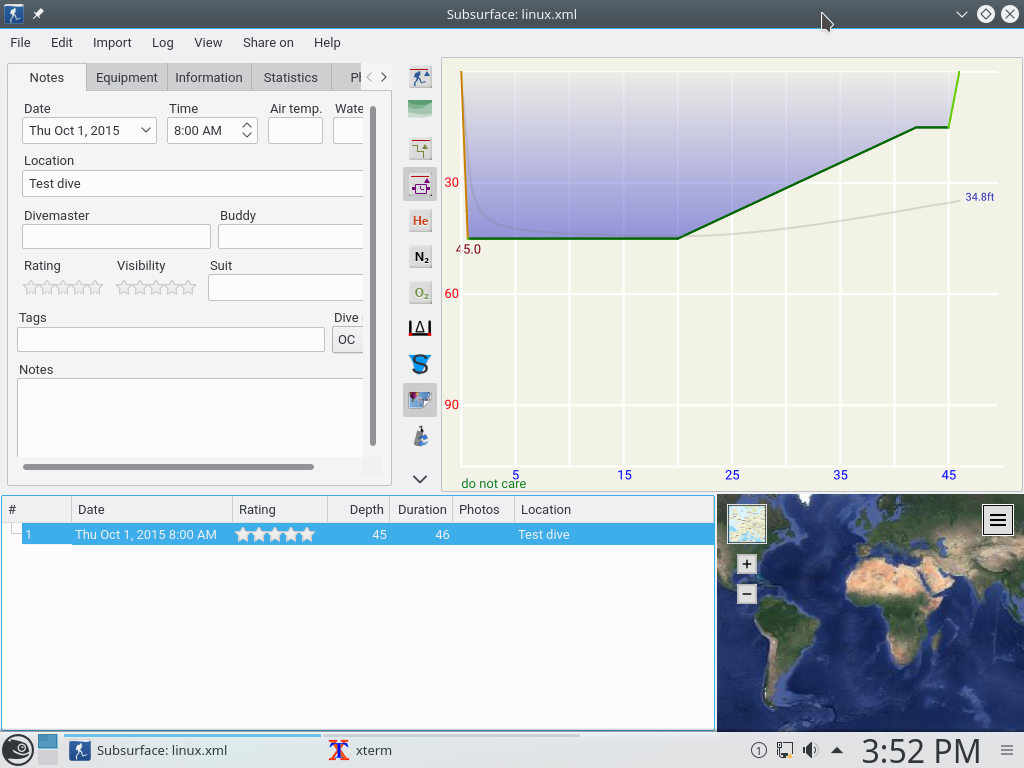 Subsurface: linux.xml
File Edit Import Log View Share on Help
Notes Equipment Information Statistics
Date Time Air temp. Wate
Thu Oct 1, 2015 8:00 AM
Location
Test dive
Divemaster Buddy
Rating Visibility Suit
Tags Dive
OC
Notes
He
N2
O2
30
60
90
45.0
34.8ft
5 15 25 35 45
do not care
# Date Rating Depth Duration Photos Location
1 Thu Oct 1, 2015 8:00 AM 45 46 Test dive
+
−
Subsurface: linux.xml xterm 1 3:52 PM